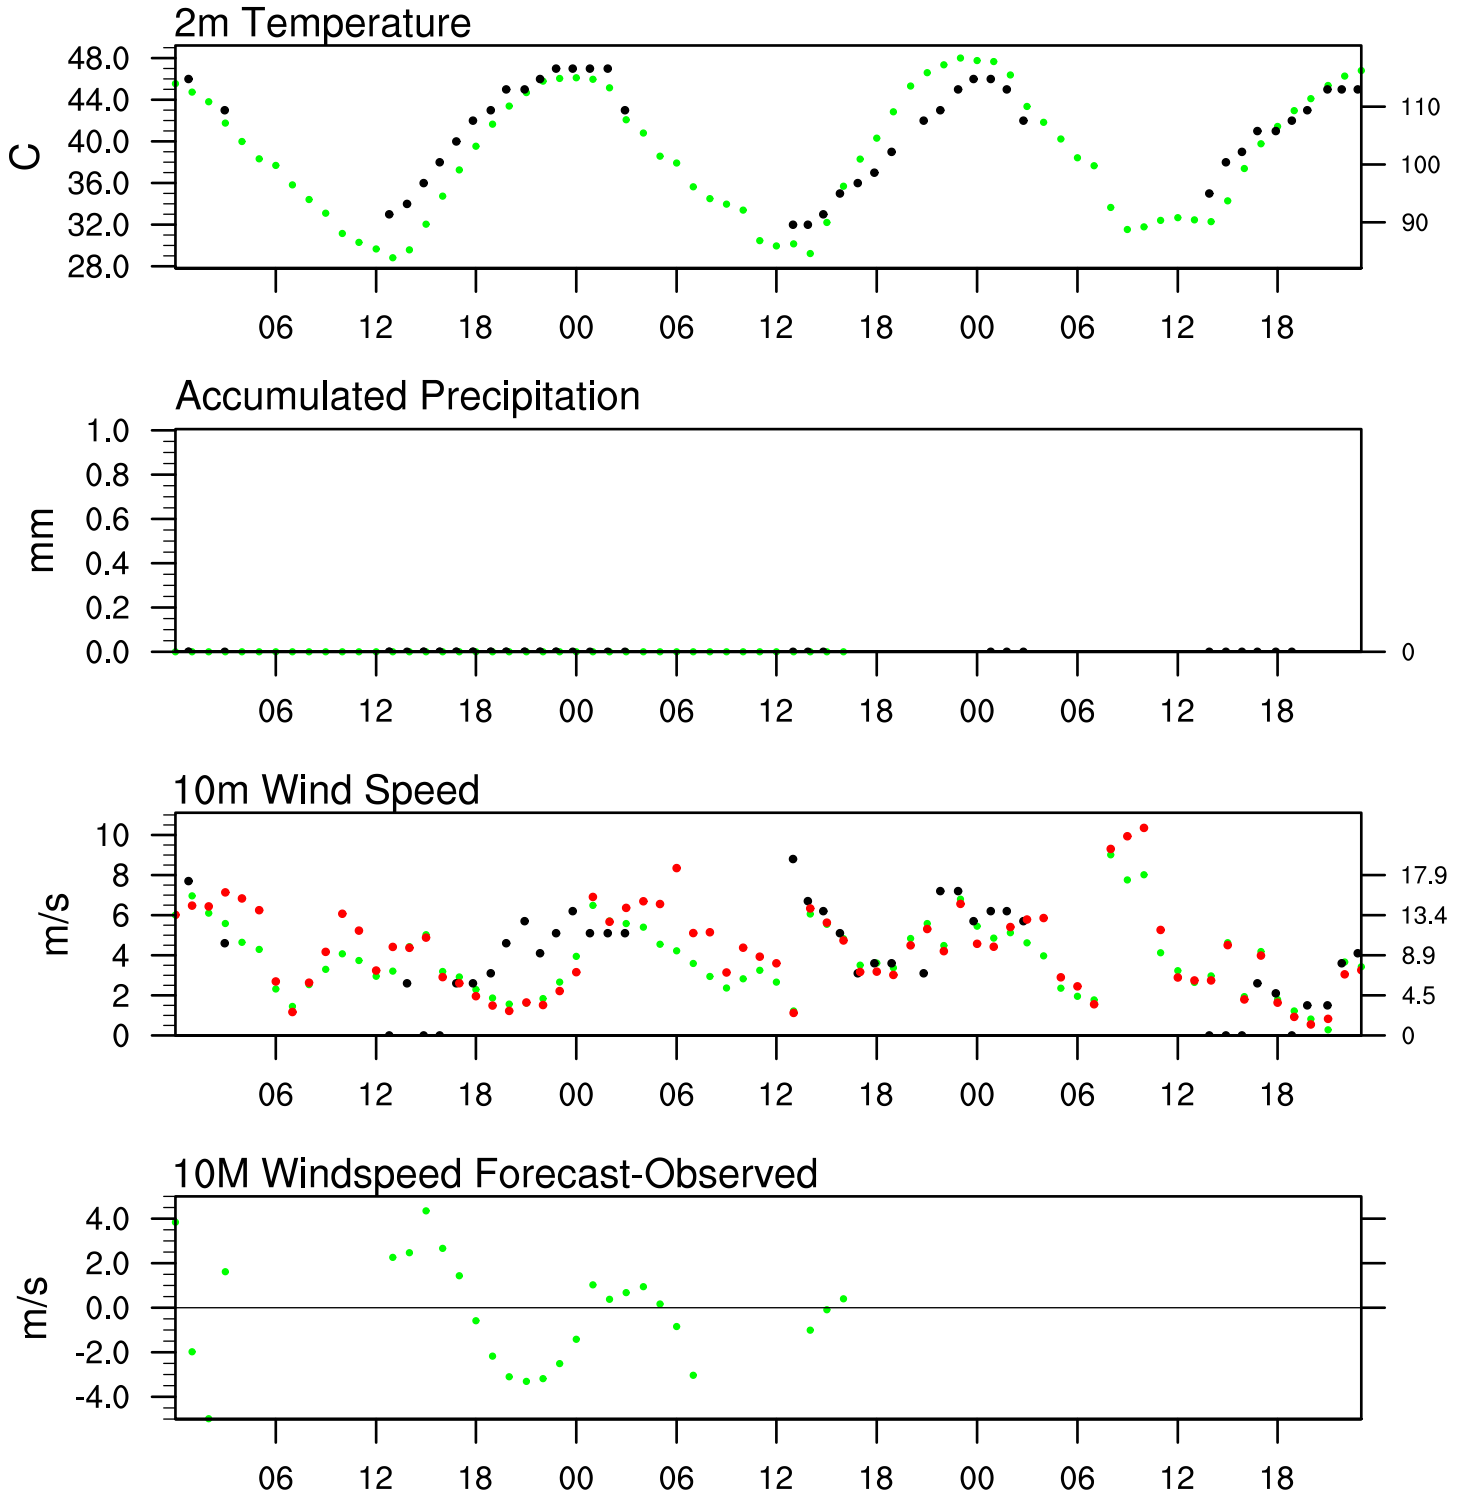 2m Temperature
48.0
44.0
40.0
36.0
32.0
28.0
C
110
100
90
06 12 18 00 06 12 18 00 06 12 18
Accumulated Precipitation
1.0
0.8
0.6
0.4
0.2
0.0
mm
0
06 12 18 00 06 12 18 00 06 12 18
10m Wind Speed
10
8
6
4
2
0
m/s
17.9
13.4
8.9
4.5
0
06 12 18 00 06 12 18 00 06 12 18
10M Windspeed Forecast-Observed
4.0
2.0
0.0
-2.0
-4.0
m/s
06 12 18 00 06 12 18 00 06 12 18